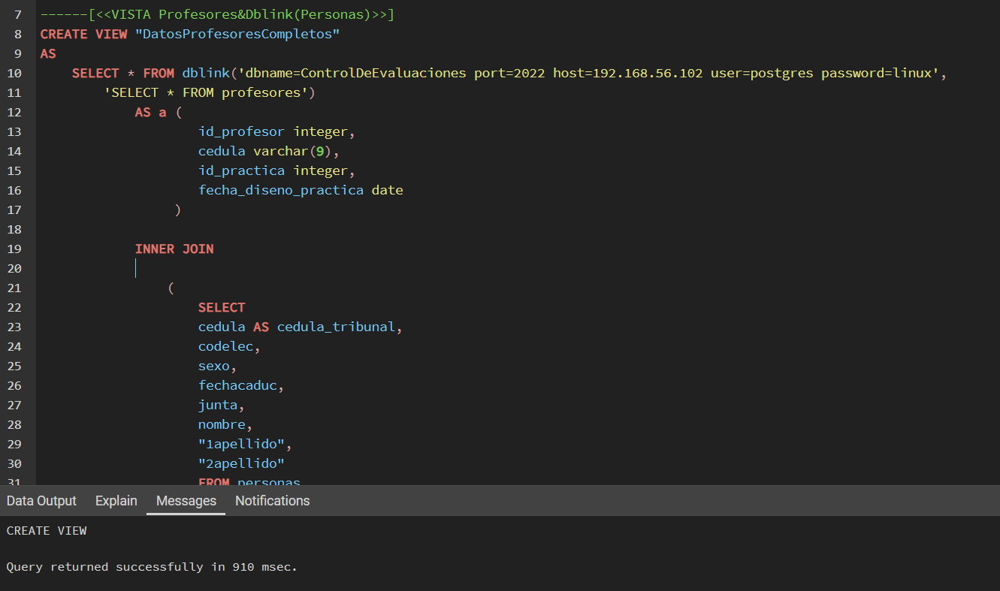 7 ------[<<VISTA Profesores&Dblink(Personas)>>]
8 CREATE VIEW "DatosProfesoresCompletos"
9 AS
10 SELECT * FROM dblink('dbname=ControlDeEvaluaciones port=2022 host=192.168.56.102 user=postgres password=linux',
11 'SELECT * FROM profesores')
12 AS a (
13 id_profesor integer,
14 cedula varchar(9),
15 id_practica integer,
16 fecha_diseno_practica date
17 )
18
19 INNER JOIN
20
21 (
22 SELECT
23 cedula AS cedula_tribunal,
24 codelec,
25 sexo,
26 fechacaduc,
27 junta,
28 nombre,
29 "1apellido",
30 "2apellido"
31 FROM personas
Data Output Explain Messages Notifications
CREATE VIEW
Query returned successfully in 910 msec.